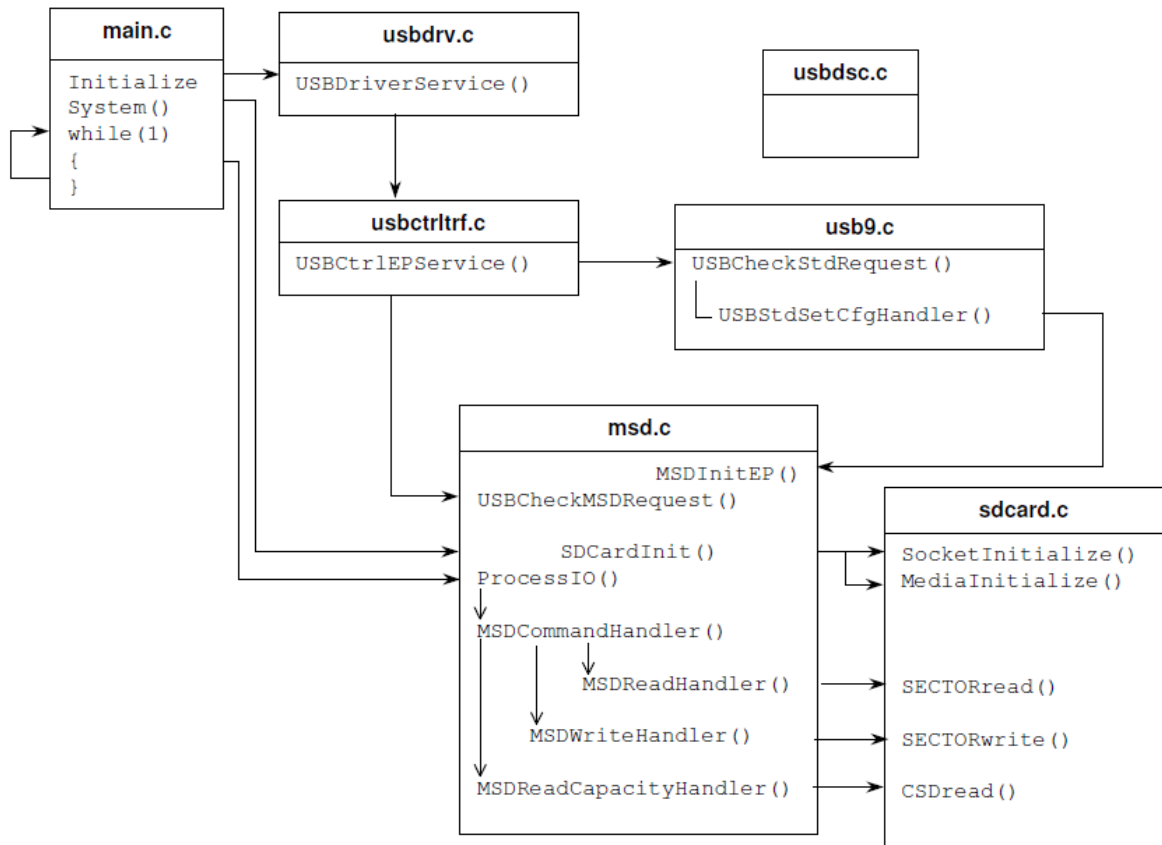 main.c
Initialize
System()
while(1)
{
}
usbdrv.c
USBDriverService()
usbdsc.c
usbctrltrf.c
USBCtrlEPService()
usb9.c
USBCheckStdRequest()
USBStdSetCfgHandler()
msd.c
MSDInitEP()
USBCheckMSDRequest()
SDCardInit()
ProcessIO()
MSDCommandHandler()
MSDReadHandler()
MSDWriteHandler()
MSDReadCapacityHandler()
sdcard.c
SocketInitialize()
MediaInitialize()
SECTORread()
SECTORwrite()
CSDread()